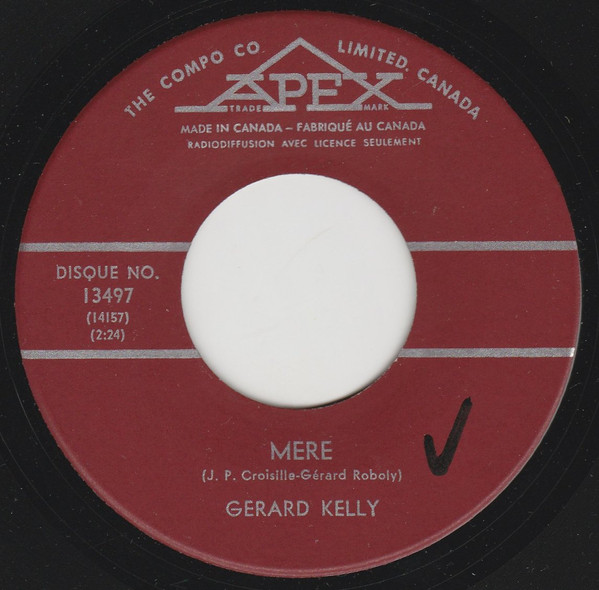 THE COMPO CO. LIMITED, CANADA
APEX
TRADE MARK
MADE IN CANADA – FABRIQUÉ AU CANADA
RADIODIFFUSION AVEC LICENCE SEULEMENT
DISQUE NO.
13497
(14157)
(2:24)
MERE
(J. P. Croisille-Gérard Roboly)
GERARD KELLY